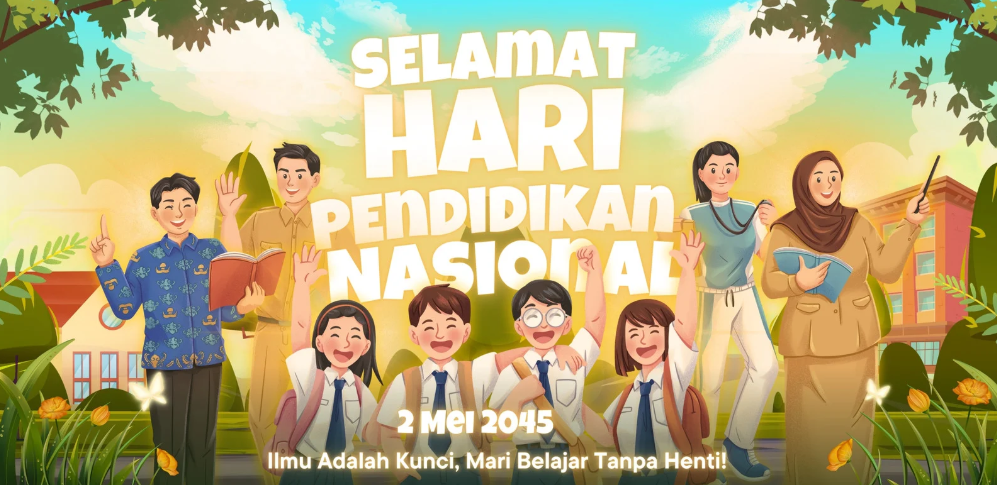 SELAMAT
HARI
PENDIDIKAN
NASIONAL
2 MEI 2045
Ilmu Adalah Kunci, Mari Belajar Tanpa Henti!